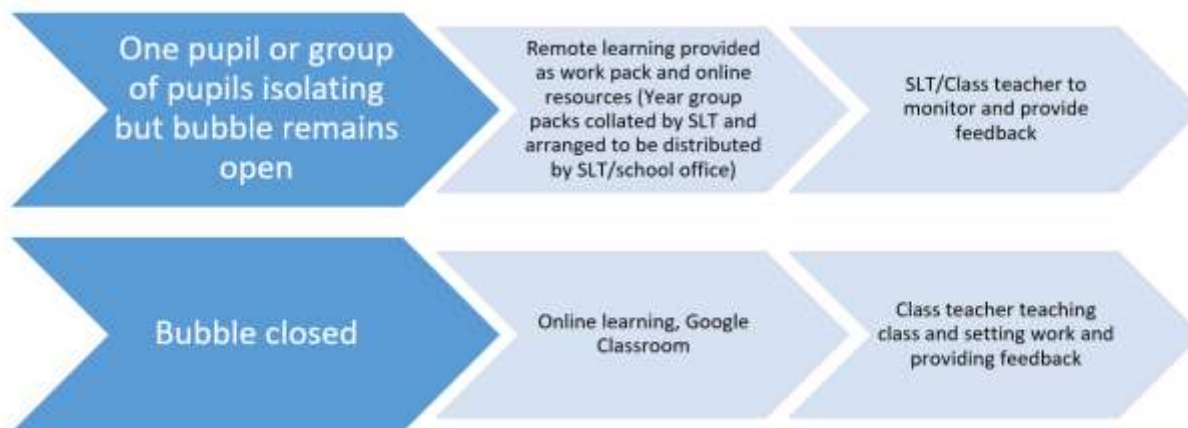 One pupil or group
of pupils isolating
but bubble remains
open
Remote learning provided
as work pack and online
resources (Year group
packs collated by SLT and
arranged to be distributed
by SLT/school office)
SLT/Class teacher to
monitor and provide
feedback
Bubble closed
Online learning, Google
Classroom
Class teacher teaching
class and setting work and
providing feedback